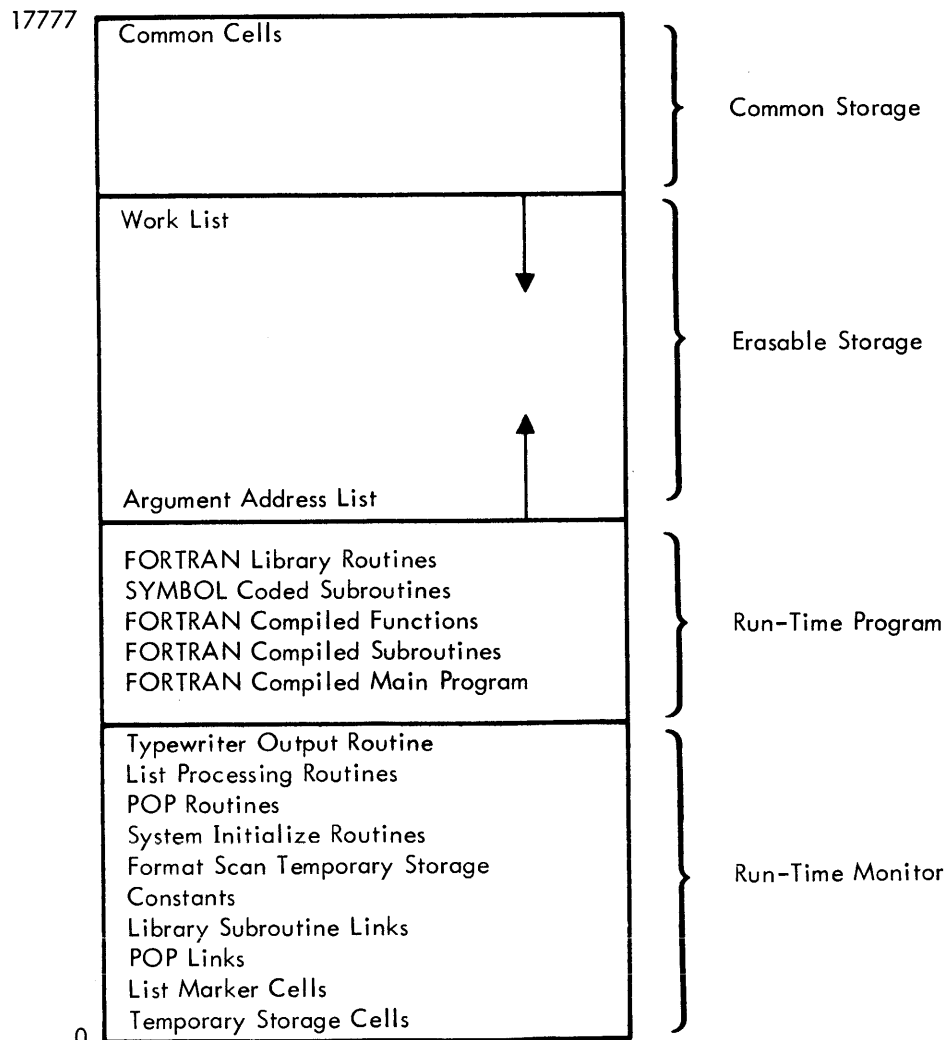 17777
Common Cells
Common Storage
Work List
Erasable Storage
Argument Address List
FORTRAN Library Routines
SYMBOL Coded Subroutines
FORTRAN Compiled Functions
FORTRAN Compiled Subroutines
FORTRAN Compiled Main Program
Run-Time Program
Typewriter Output Routine
List Processing Routines
POP Routines
System Initialize Routines
Format Scan Temporary Storage
Constants
Library Subroutine Links
POP Links
List Marker Cells
Temporary Storage Cells
Run-Time Monitor
0